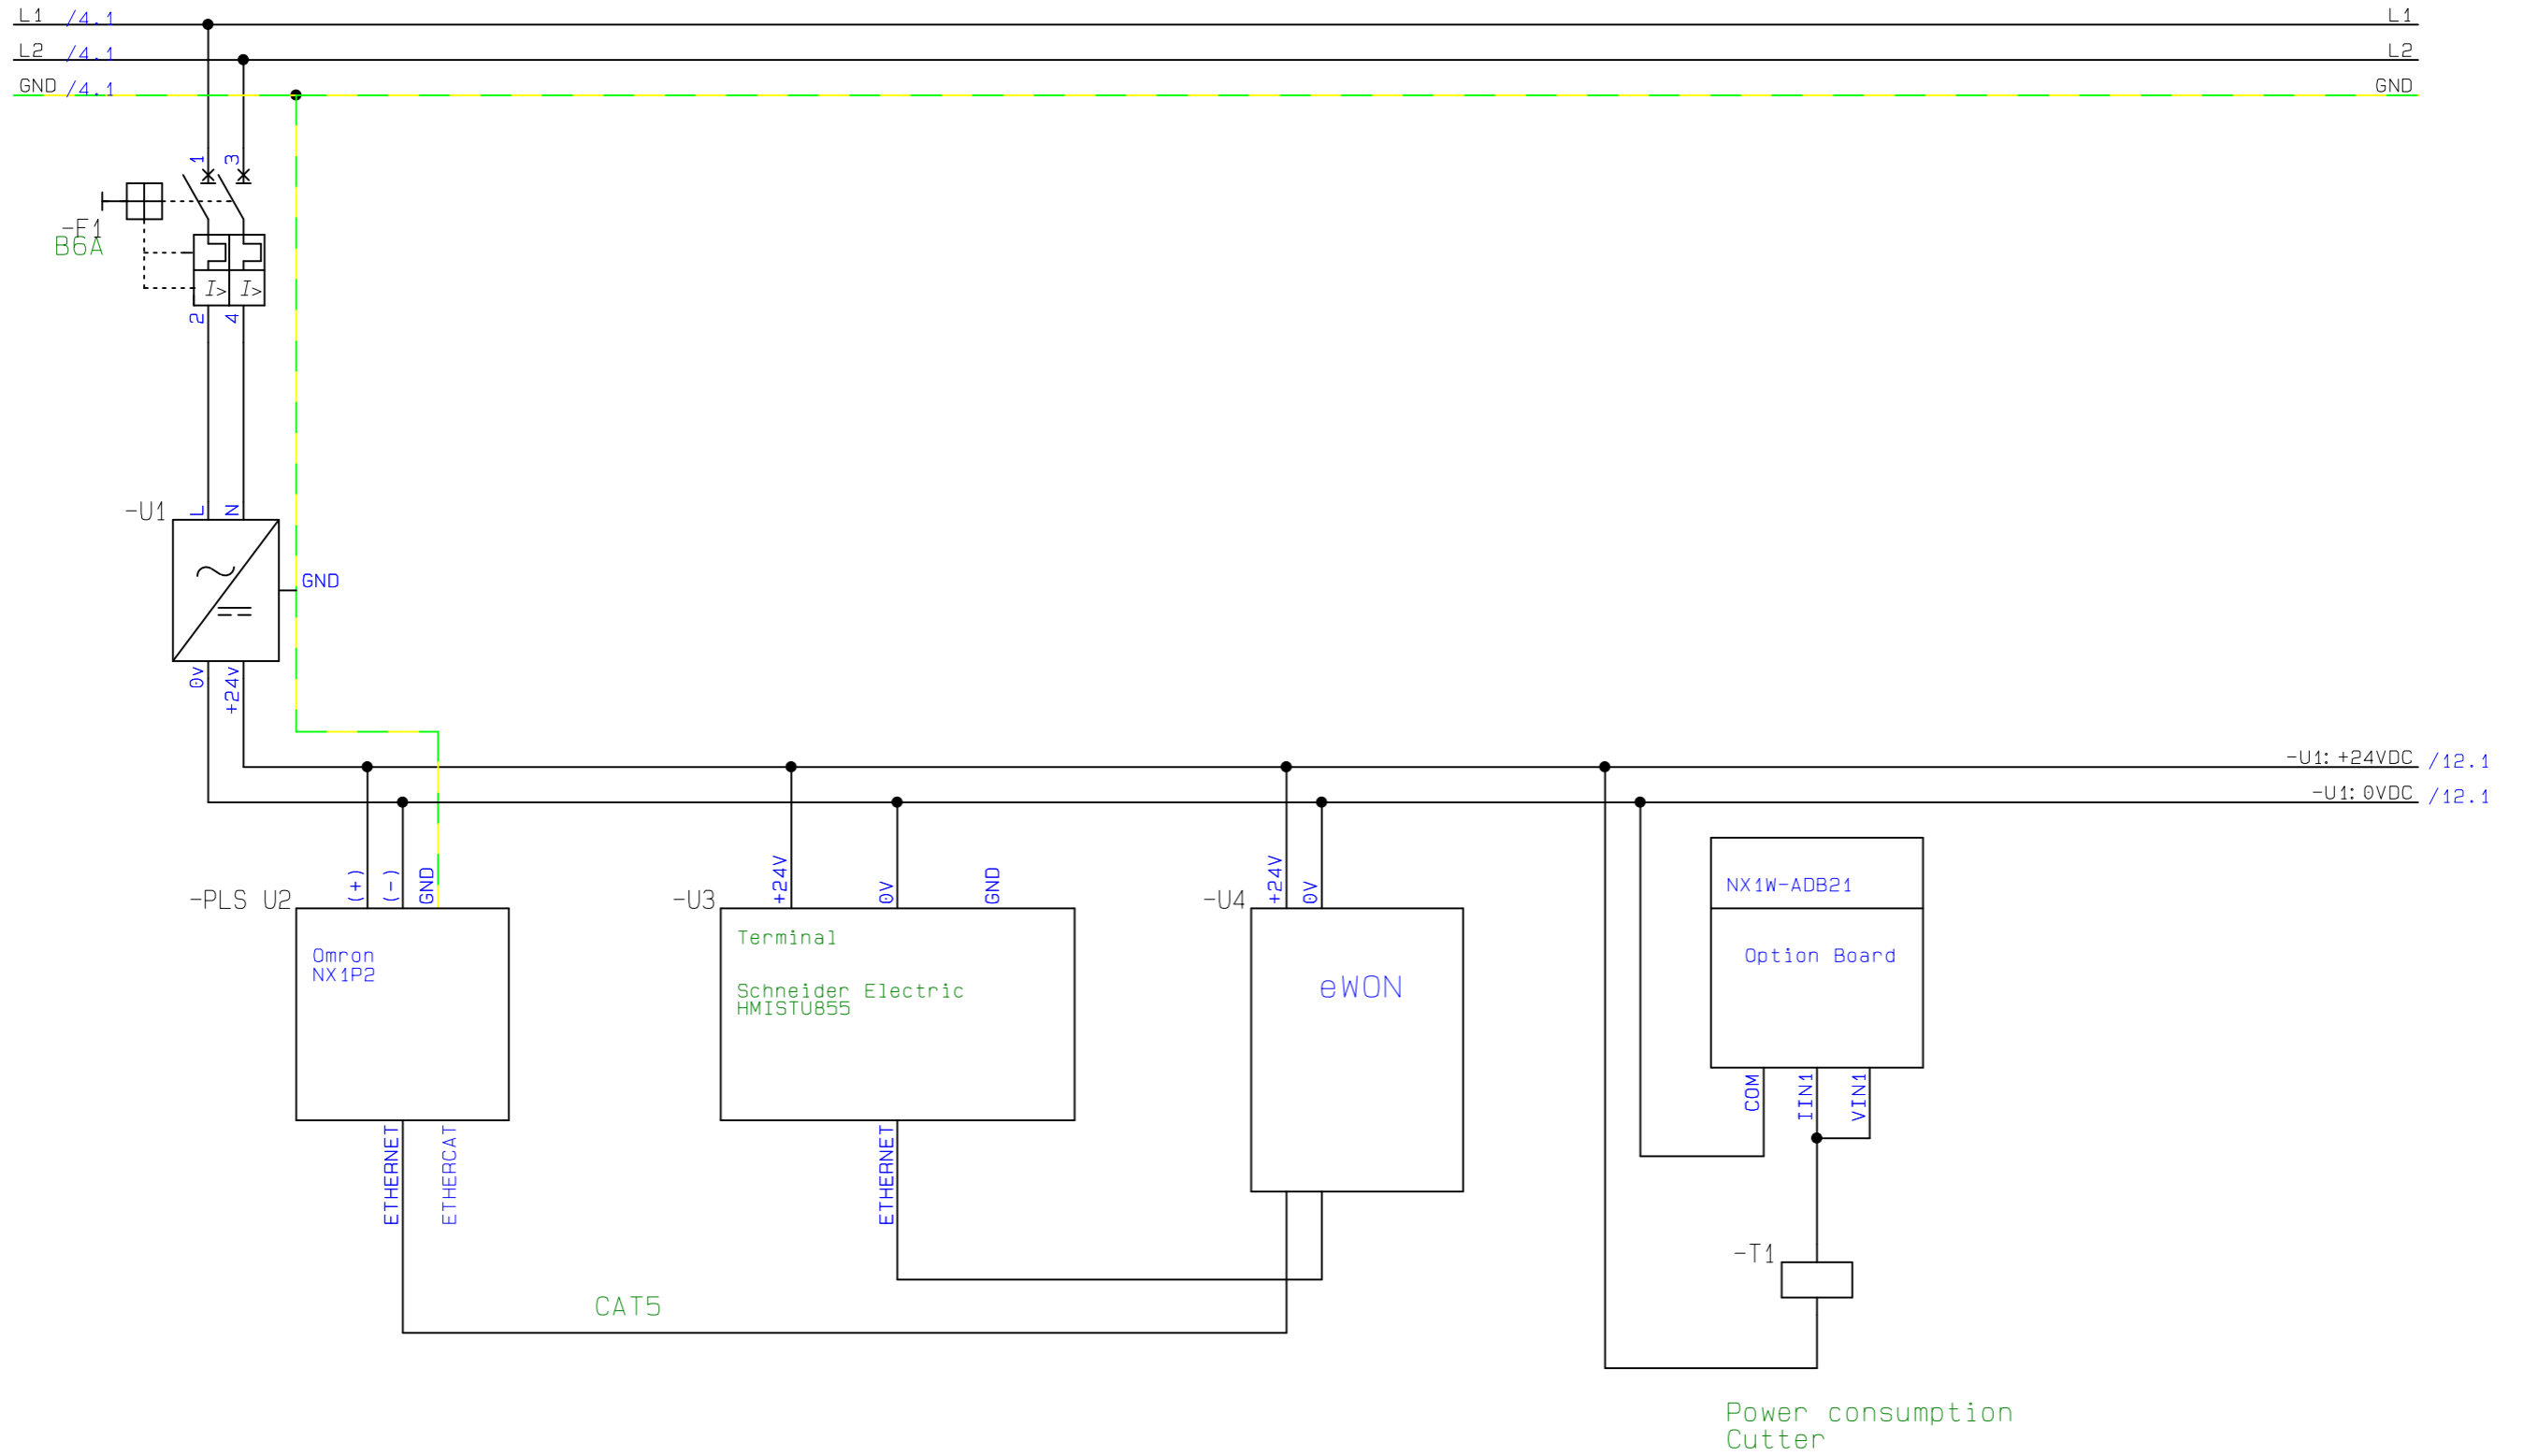 L1 /4.1 L1
L2 /4.1 L2
GND /4.1 GND
1 3
-F1
B6A
I> I>
2 4
-U1 L N
GND
0v +24v
-U1: +24VDC /12.1
-U1: 0VDC /12.1
-PLS U2 (+) (-) GND
-U3 +24V 0V GND
-U4 +24V 0V
NX1W-ADB21
Omron
NX1P2
Terminal
Schneider Electric
HMISTU855
eWON
Option Board
COM IIN1 VIN1
ETHERNET ETHERCAT
ETHERNET
-T1
CAT5
Power consumption
Cutter